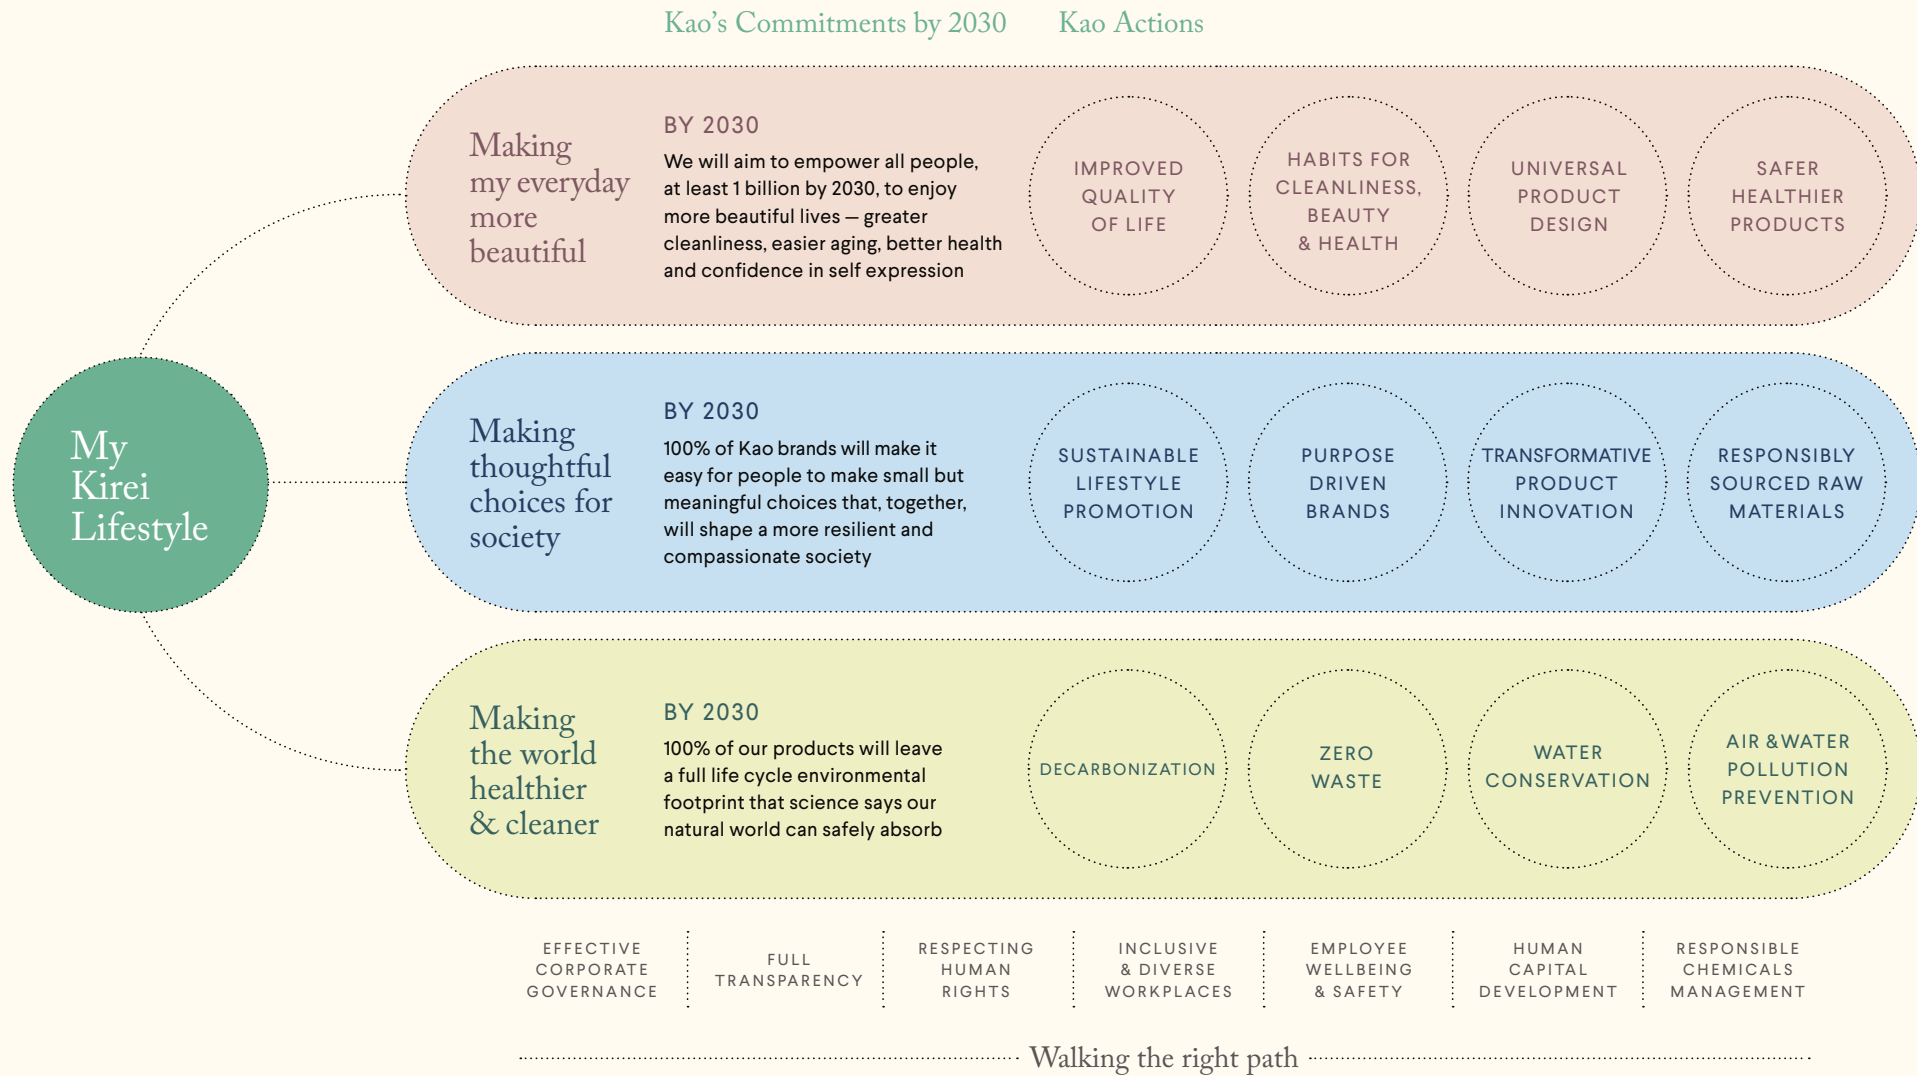 Kao’s Commitments by 2030
Kao Actions
My
Kirei
Lifestyle
Making
my everyday
more
beautiful
BY 2030
We will aim to empower all people,
at least 1 billion by 2030, to enjoy
more beautiful lives — greater
cleanliness, easier aging, better health
and confidence in self expression
IMPROVED
QUALITY
OF LIFE
HABITS FOR
CLEANLINESS,
BEAUTY
& HEALTH
UNIVERSAL
PRODUCT
DESIGN
SAFER
HEALTHIER
PRODUCTS
Making
thoughtful
choices for
society
BY 2030
100% of Kao brands will make it
easy for people to make small but
meaningful choices that, together,
will shape a more resilient and
compassionate society
SUSTAINABLE
LIFESTYLE
PROMOTION
PURPOSE
DRIVEN
BRANDS
TRANSFORMATIVE
PRODUCT
INNOVATION
RESPONSIBLY
SOURCED RAW
MATERIALS
Making
the world
healthier
& cleaner
BY 2030
100% of our products will leave
a full life cycle environmental
footprint that science says our
natural world can safely absorb
DECARBONIZATION
ZERO
WASTE
WATER
CONSERVATION
AIR &WATER
POLLUTION
PREVENTION
EFFECTIVE
CORPORATE
GOVERNANCE
FULL
TRANSPARENCY
RESPECTING
HUMAN
RIGHTS
INCLUSIVE
& DIVERSE
WORKPLACES
EMPLOYEE
WELLBEING
& SAFETY
HUMAN
CAPITAL
DEVELOPMENT
RESPONSIBLE
CHEMICALS
MANAGEMENT
Walking the right path